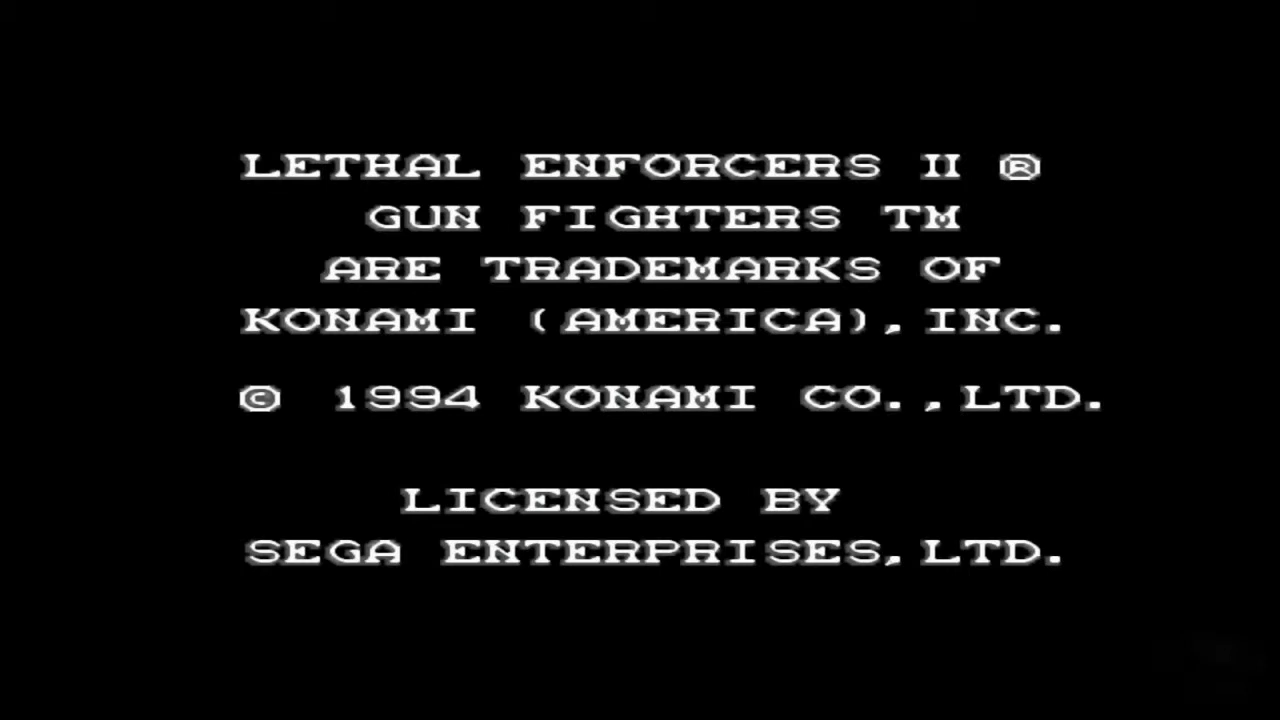 LETHAL ENFORCERS II ®
GUN FIGHTERS TM
ARE TRADEMARKS OF
KONAMI (AMERICA),INC.
© 1994 KONAMI CO.,LTD.
LICENSED BY
SEGA ENTERPRISES,LTD.